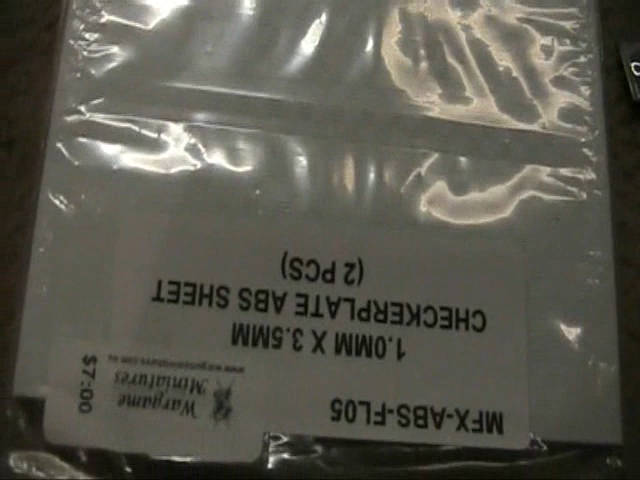 MFX-ABS-FL05
1.0MM X 3.5MM
CHECKERPLATE ABS SHEET
(2 PCS)
Wargame
Miniatures
$7:00